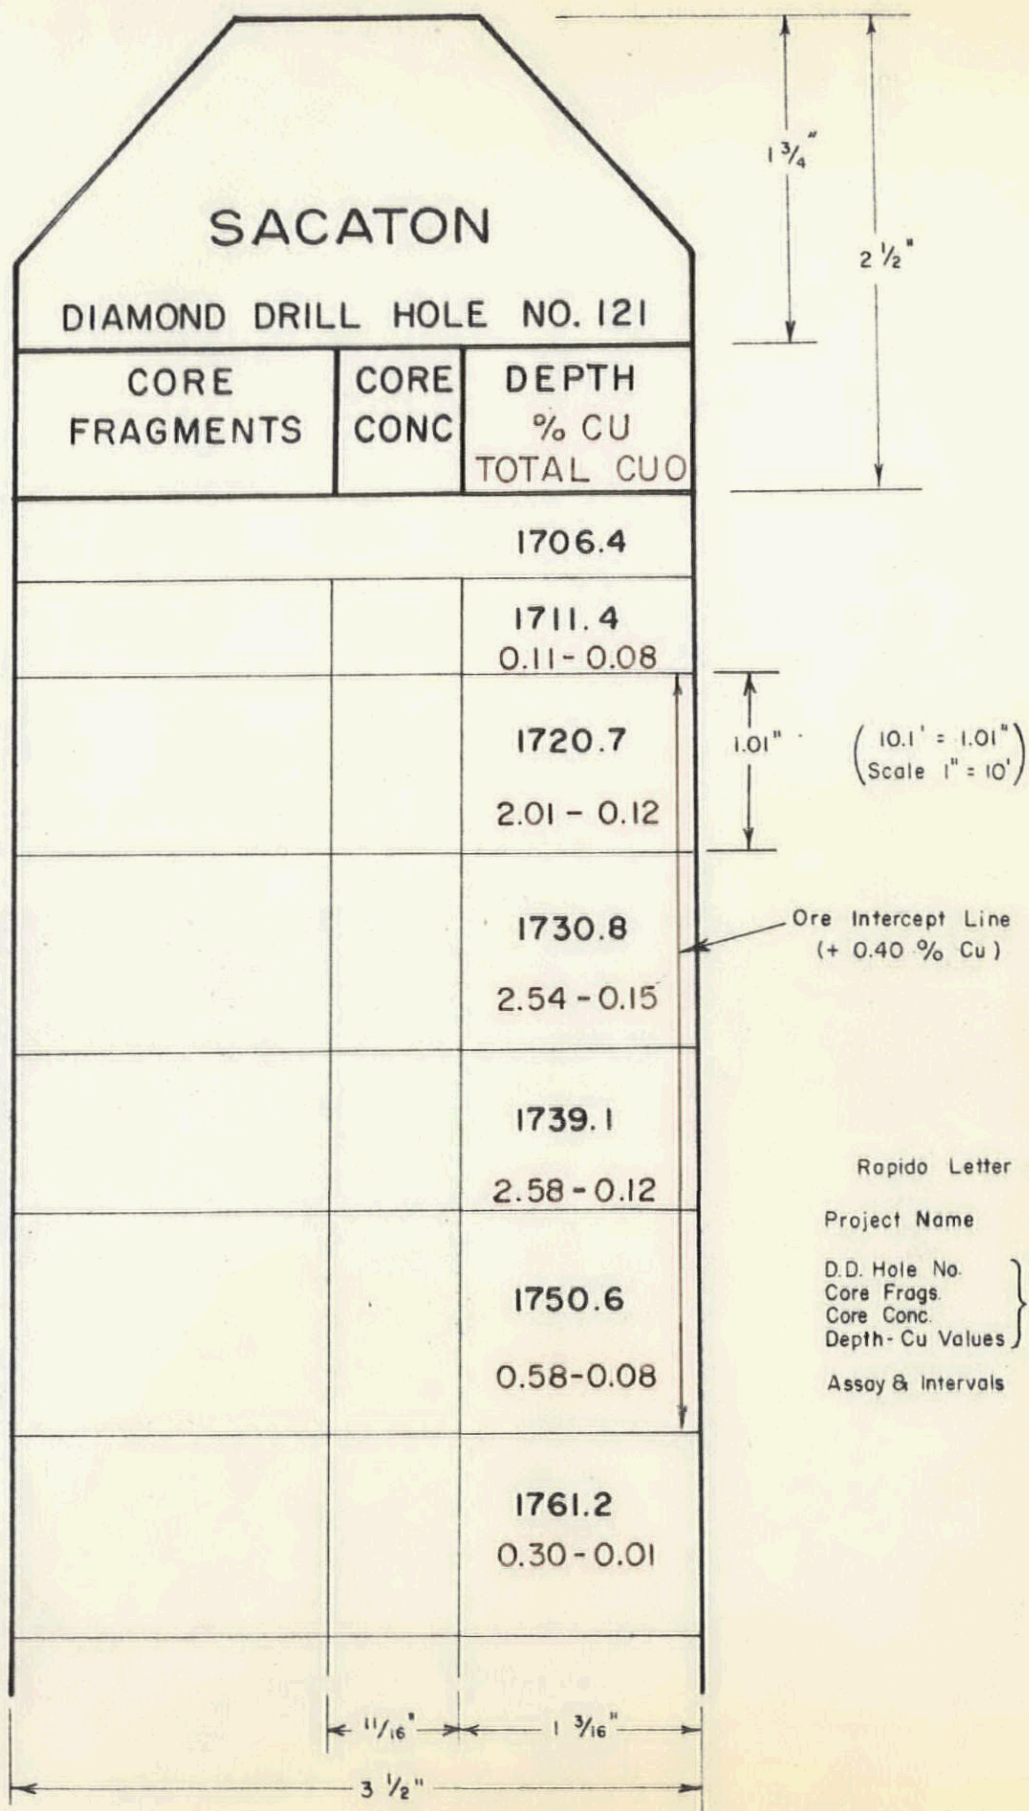 SACATON
DIAMOND DRILL HOLE NO. 121
CORE FRAGMENTS
CORE CONC
DEPTH
% CU
TOTAL CUO
1706.4
1711.4
0.11 - 0.08
1720.7
2.01 - 0.12
1730.8
2.54 - 0.15
1739.1
2.58 - 0.12
1750.6
0.58 - 0.08
1761.2
0.30 - 0.01
1 3/4"
2 1/2"
1.01"
( 10.1' = 1.01"
Scale 1" = 10' )
Ore Intercept Line
(+ 0.40 % Cu)
Rapido Letter
Project Name
D.D. Hole No.
Core Frags.
Core Conc.
Depth - Cu Values
Assay & Intervals
11/16"
1 3/16"
3 1/2"